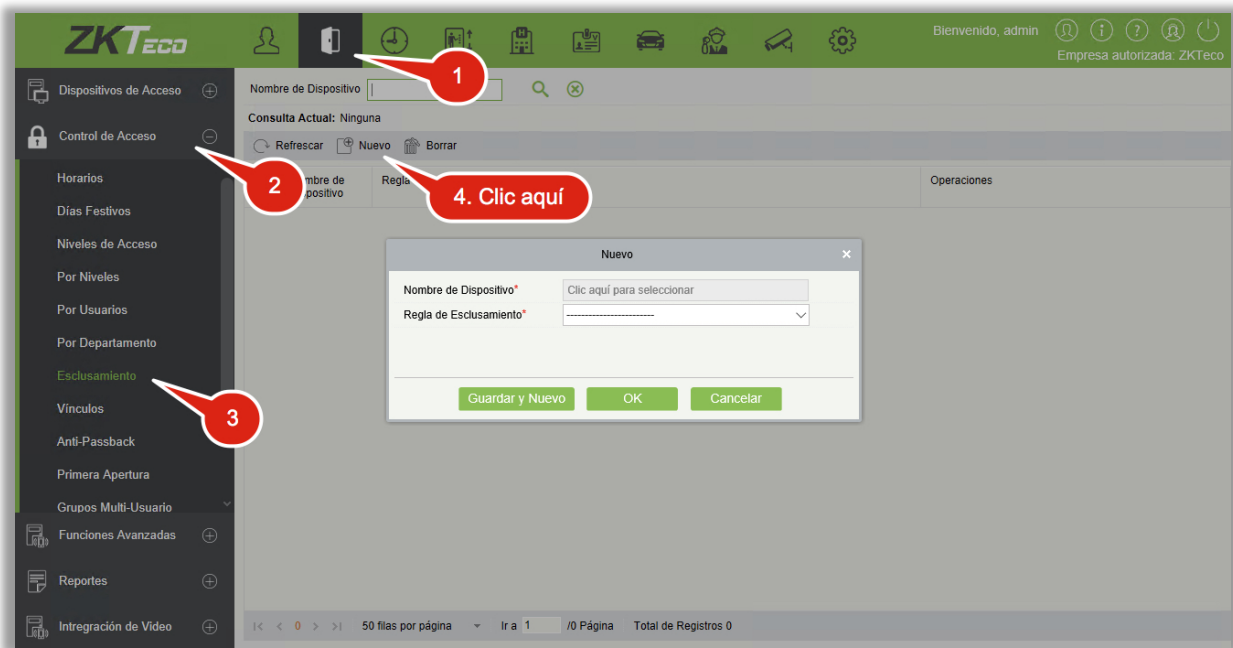 ZKTECO
Bienvenido, admin
Empresa autorizada: ZKTeco
1
Dispositivos de Acceso
Control de Acceso
2
Horarios
Días Festivos
Niveles de Acceso
Por Niveles
Por Usuarios
Por Departamento
Esclusamiento
3
Vínculos
Anti-Passback
Primera Apertura
Grupos Multi-Usuario
Funciones Avanzadas
Reportes
Intregración de Video
Nombre de Dispositivo
Consulta Actual: Ninguna
Refrescar Nuevo Borrar
4. Clic aquí
mbre de
positivo
Regla
Operaciones
Nuevo
Nombre de Dispositivo* Clic aquí para seleccionar
Regla de Esclusamiento* ------------------------
Guardar y Nuevo OK Cancelar
|< < 0 > >| 50 filas por página Ir a 1 /0 Página Total de Registros 0